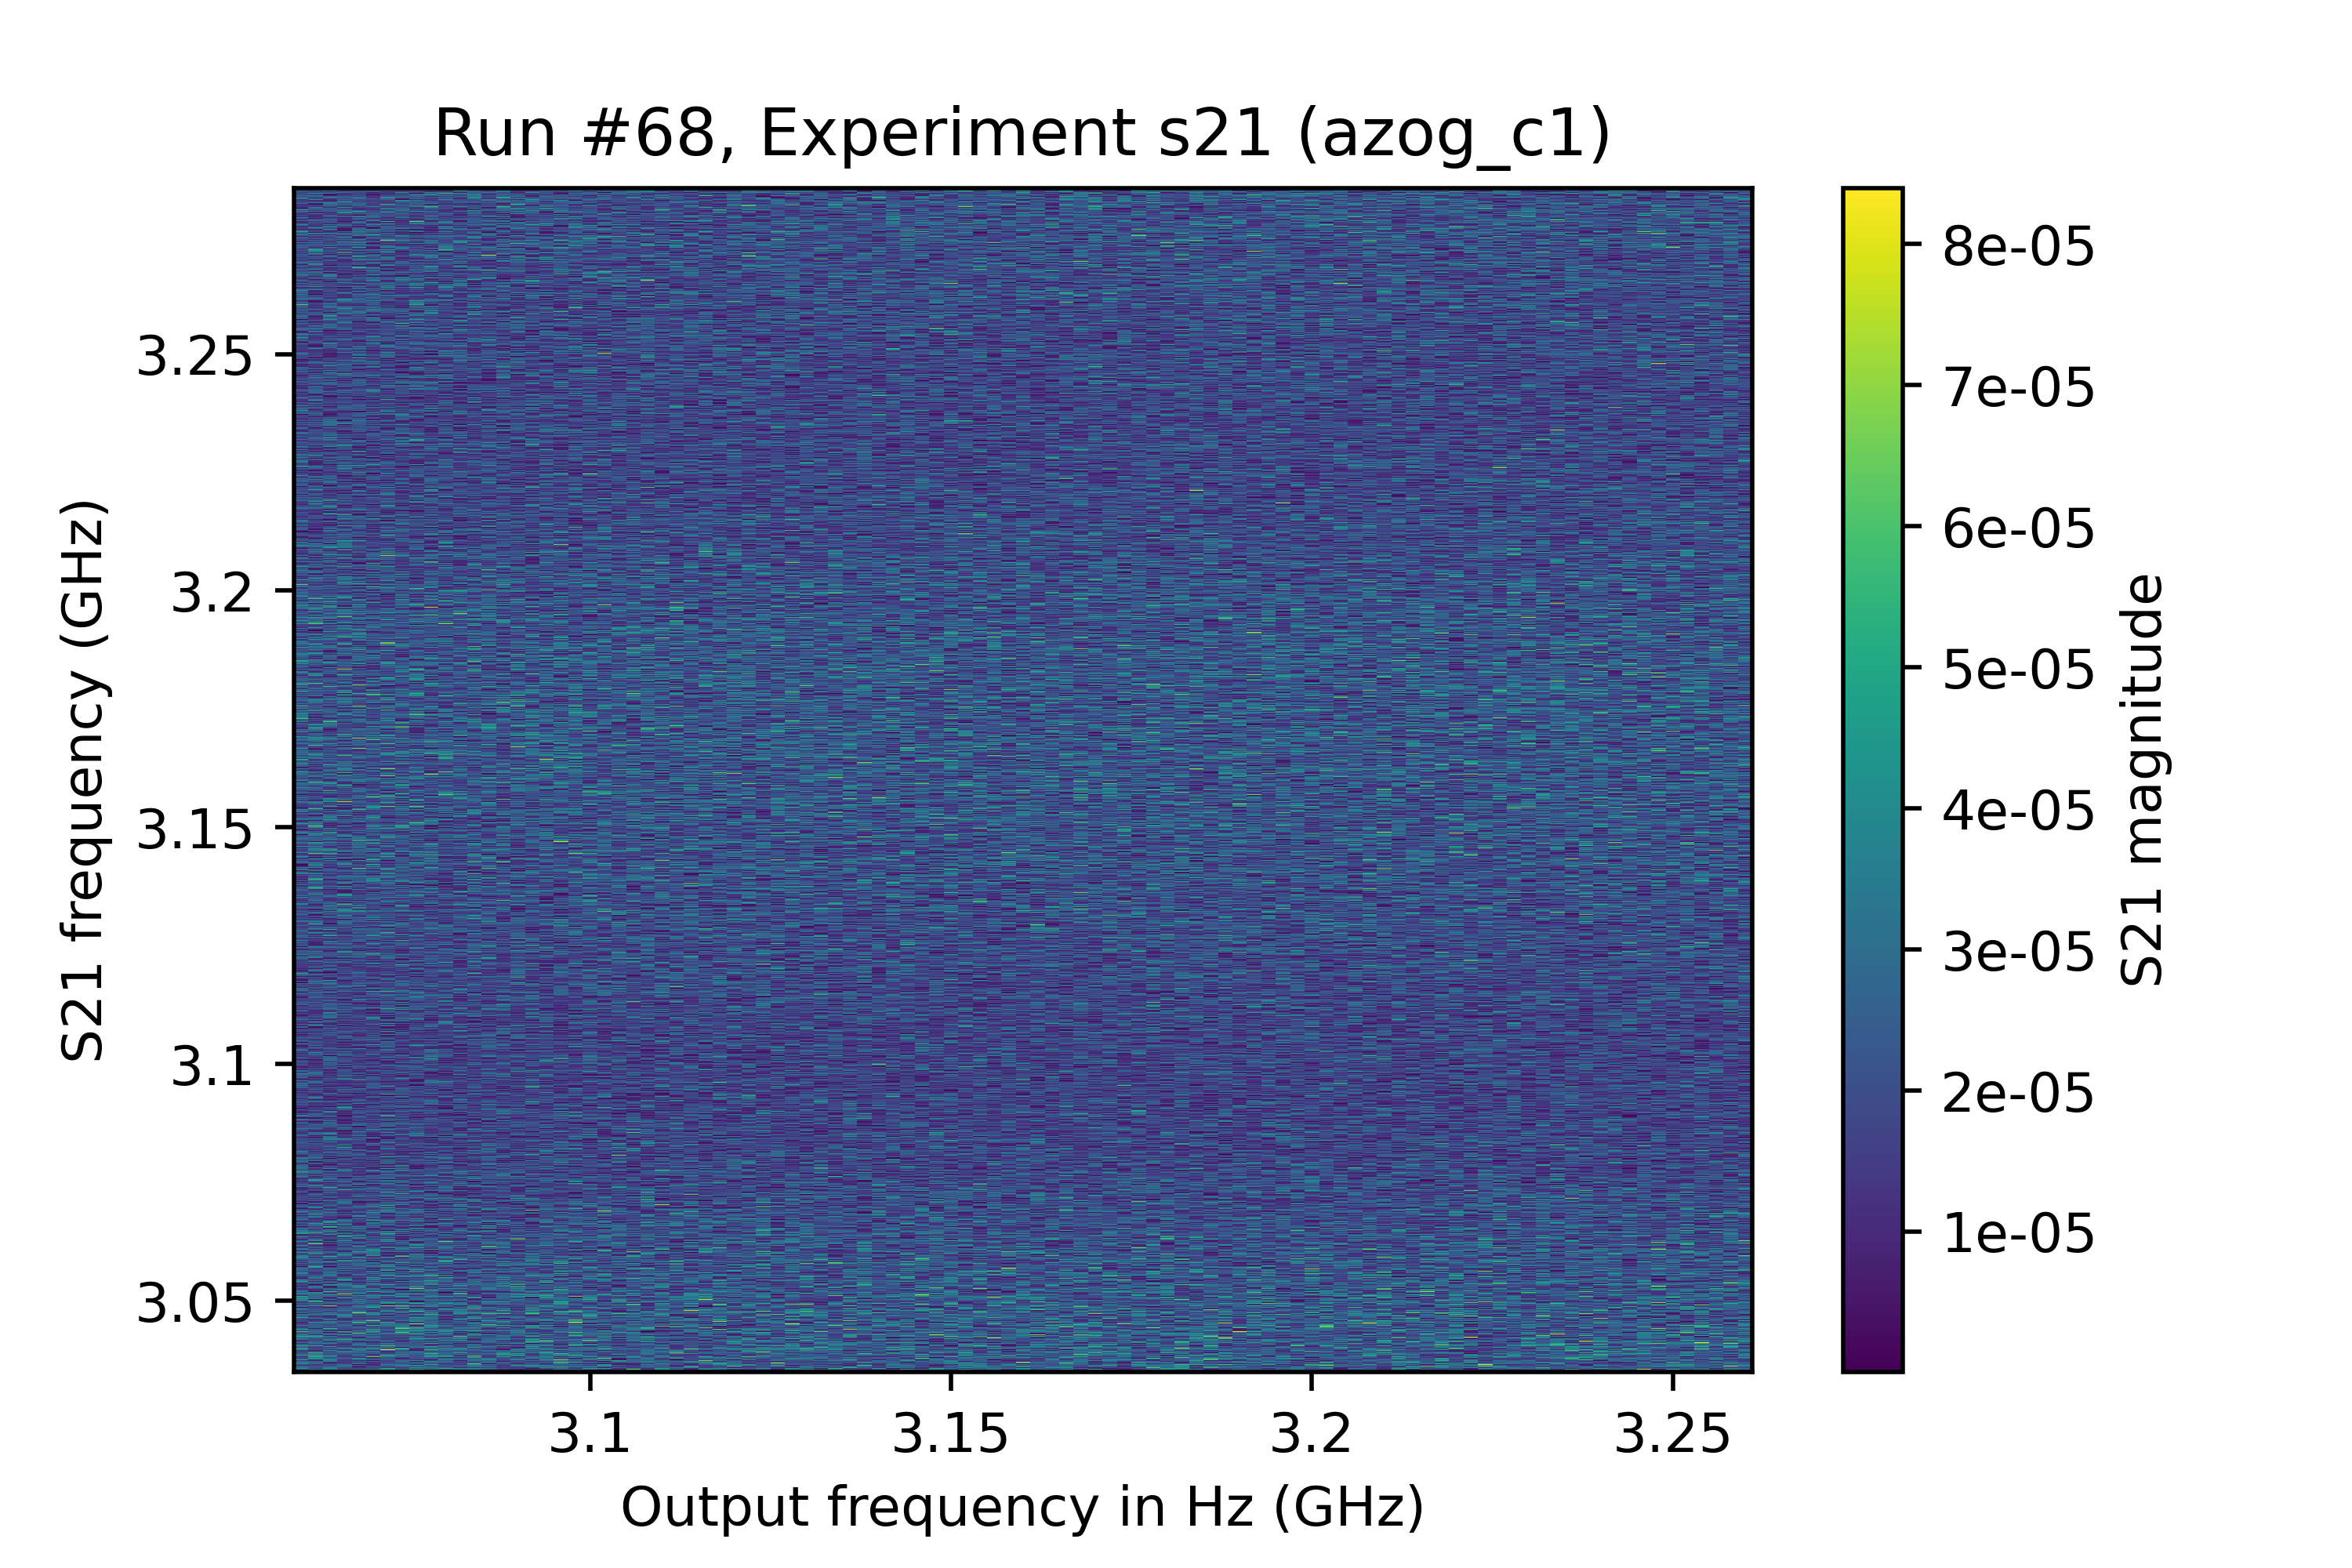 Run #68, Experiment s21 (azog_c1)
S21 frequency (GHz)
3.25
3.2
3.15
3.1
3.05
3.1
3.15
3.2
3.25
Output frequency in Hz (GHz)
8e-05
7e-05
6e-05
5e-05
4e-05
3e-05
2e-05
1e-05
S21 magnitude